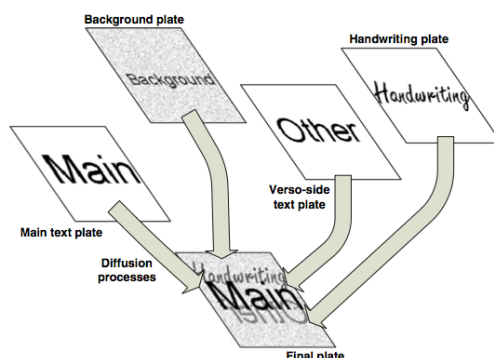 Background plate
Handwriting plate
Background
Handwriting
Other
Main
Verso-side
text plate
Main text plate
Diffusion
processes
Handwriting
Main
Other
Final plate